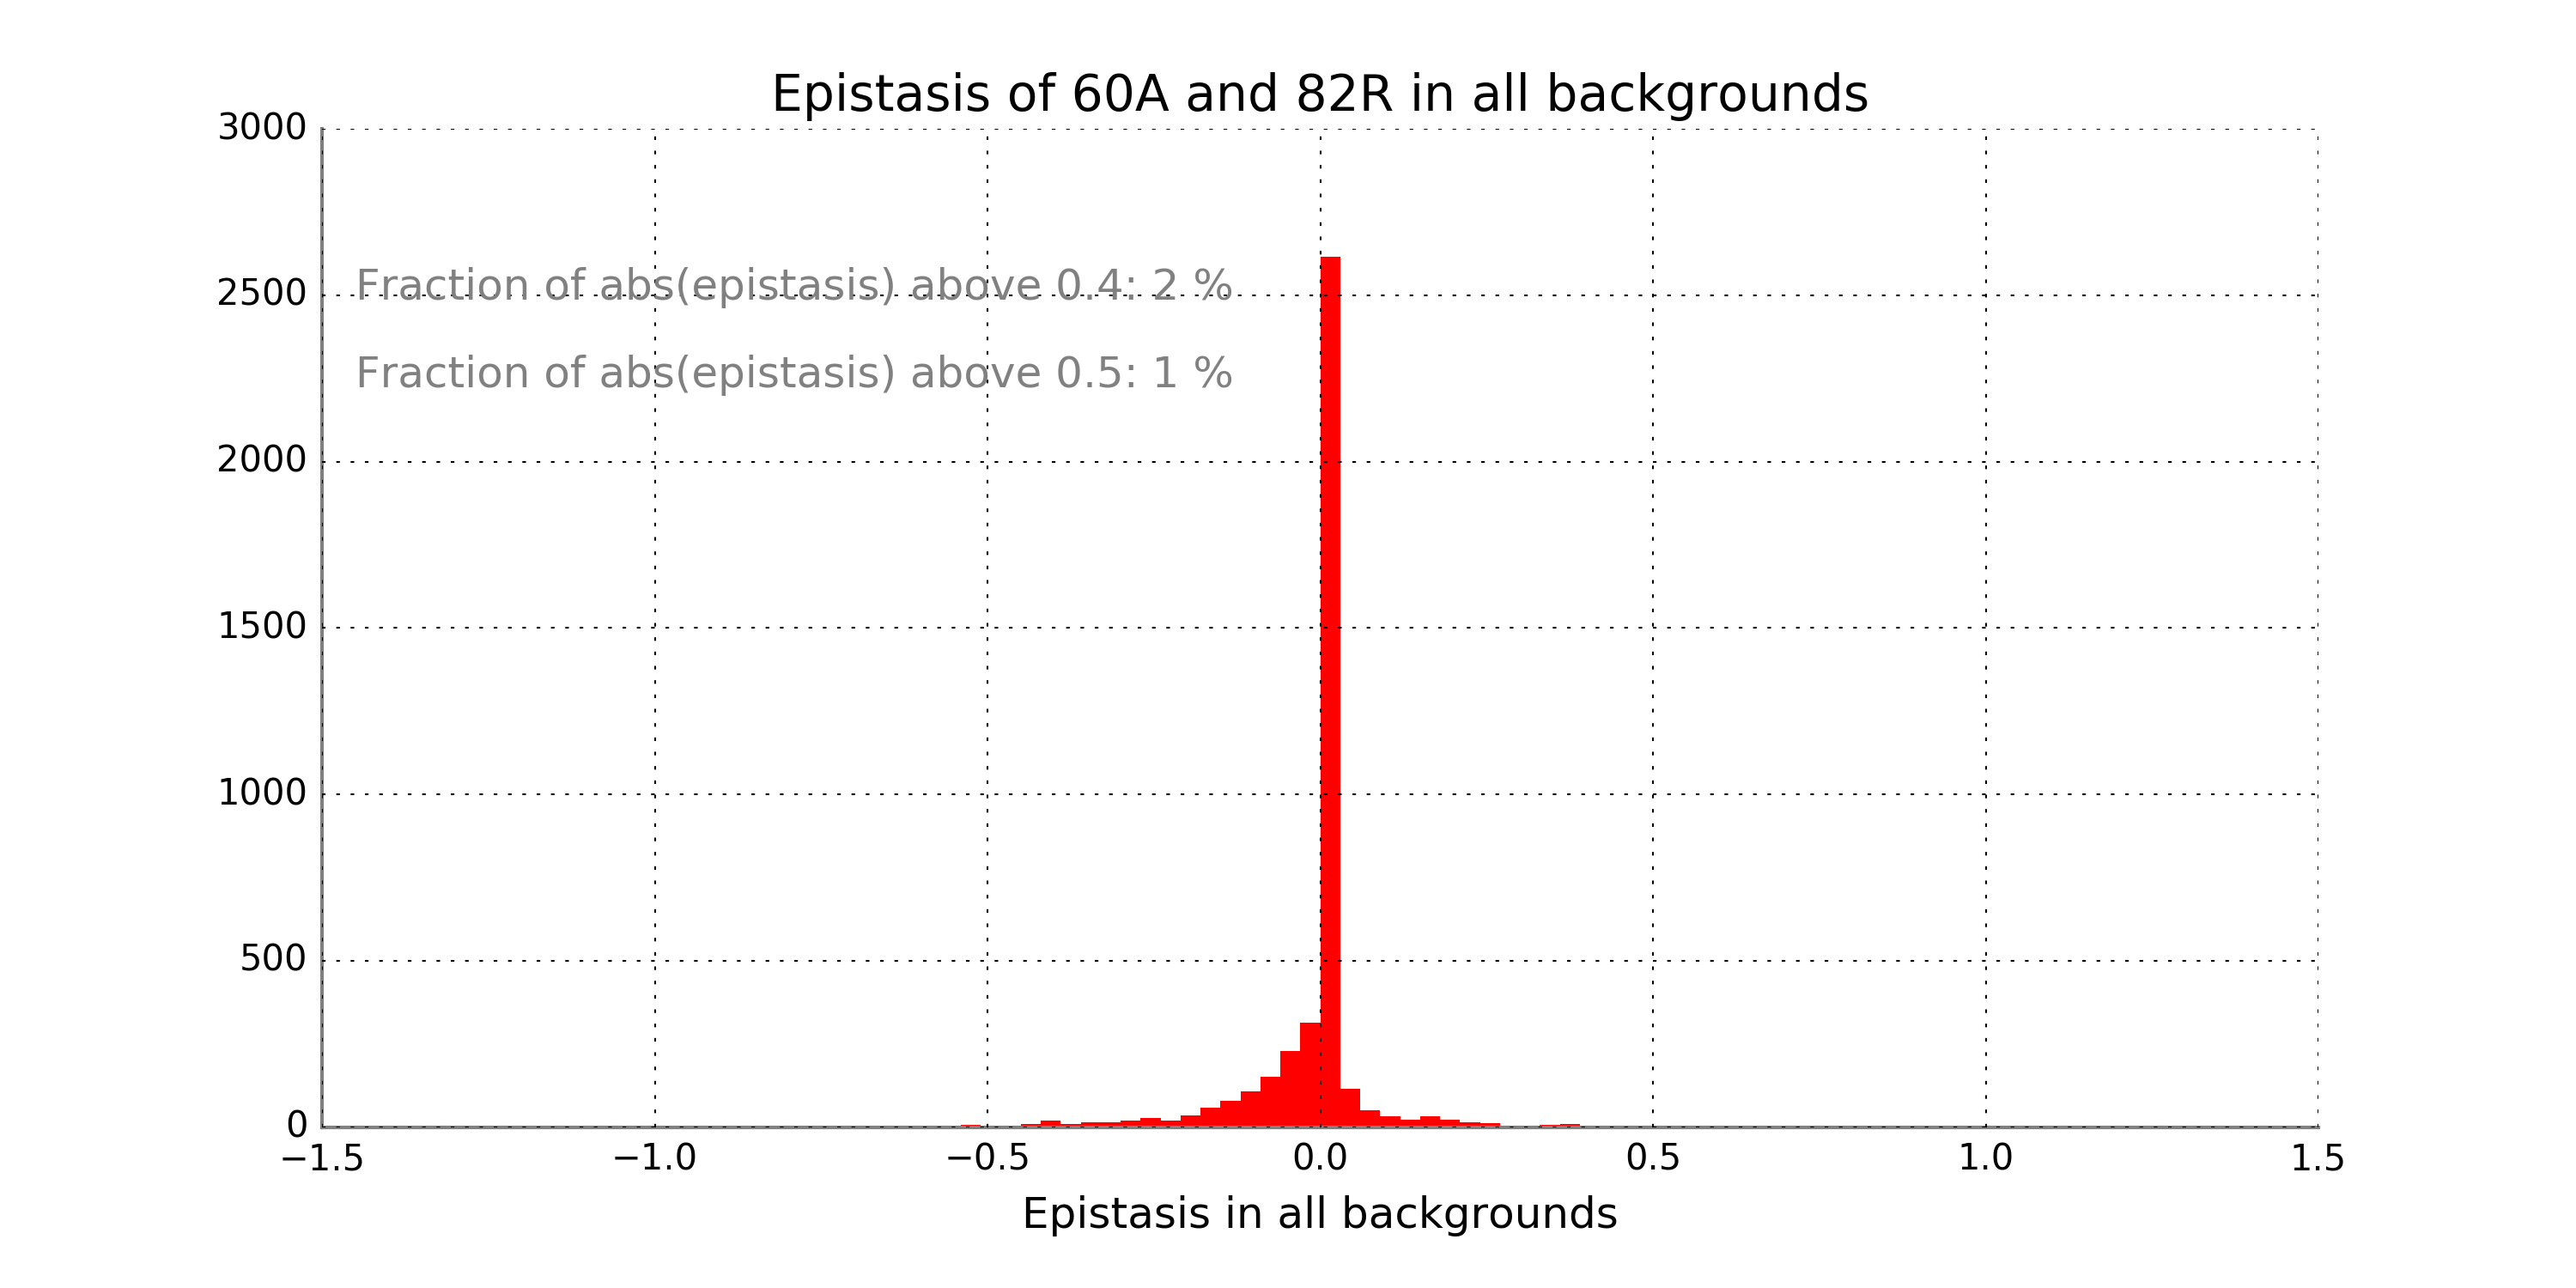 Epistasis of 60A and 82R in all backgrounds
3000
2500
2000
1500
1000
500
0
Fraction of abs(epistasis) above 0.4: 2 %
Fraction of abs(epistasis) above 0.5: 1 %
−1.5 −1.0 −0.5 0.0 0.5 1.0 1.5
Epistasis in all backgrounds